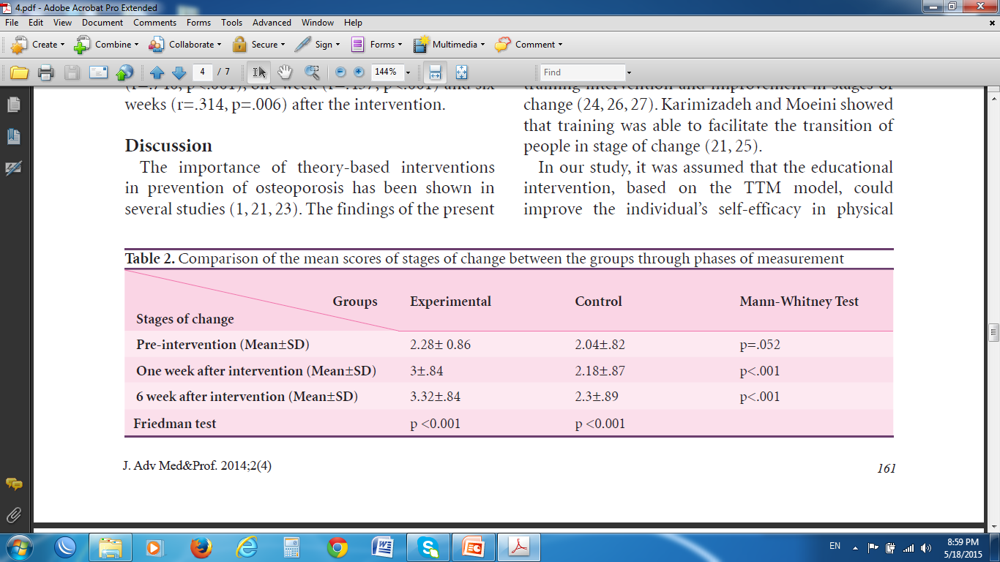 4.pdf - Adobe Acrobat Pro Extended
File Edit View Document Comments Forms Tools Advanced Window Help
Create Combine Collaborate Secure Sign Forms Multimedia Comment
4 / 7 144% Find
weeks (r=.314, p=.006) after the intervention.
Discussion
The importance of theory-based interventions
in prevention of osteoporosis has been shown in
several studies (1, 21, 23). The findings of the present
training intervention and improvement in stages of
change (24, 26, 27). Karimizadeh and Moeini showed
that training was able to facilitate the transition of
people in stage of change (21, 25).
In our study, it was assumed that the educational
intervention, based on the TTM model, could
improve the individual's self-efficacy in physical
Table 2. Comparison of the mean scores of stages of change between the groups through phases of measurement
Groups Experimental Control Mann-Whitney Test
Stages of change
Pre-intervention (Mean±SD) 2.28± 0.86 2.04±.82 p=.052
One week after intervention (Mean±SD) 3±.84 2.18±.87 p<.001
6 week after intervention (Mean±SD) 3.32±.84 2.3±.89 p<.001
Friedman test p <0.001 p <0.001
J. Adv Med&Prof. 2014;2(4)
161
EN
8:59 PM
5/18/2015